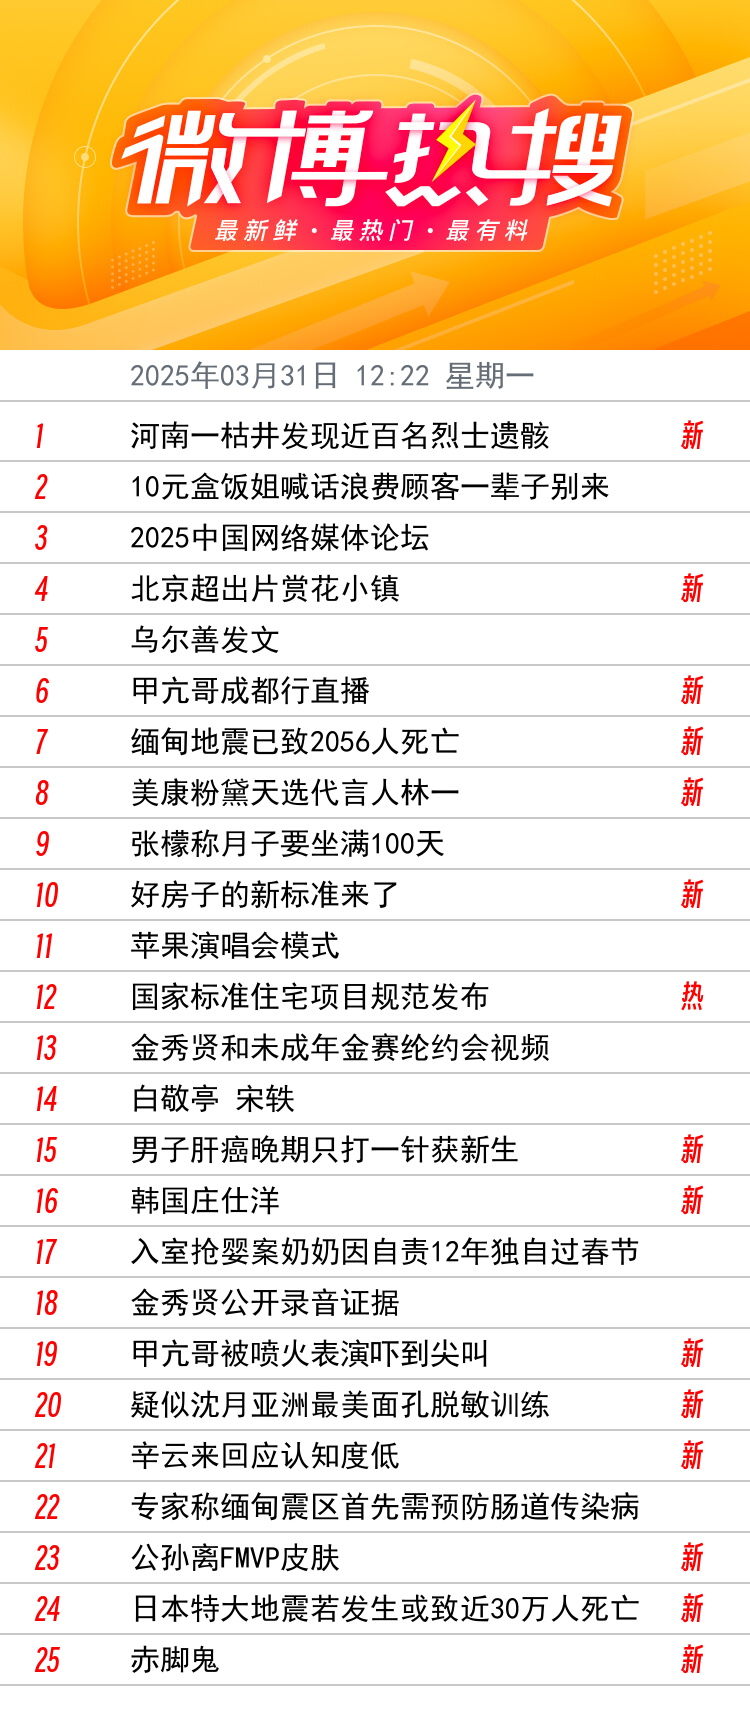 微博热搜
最新鲜·最热门·最有料
2025年03月31日 12:22 星期一
1 河南一枯井发现近百名烈士遗骸 新
2 10元盒饭姐喊话浪费顾客一辈子别来
3 2025中国网络媒体论坛
4 北京超出片赏花小镇 新
5 乌尔善发文
6 甲亢哥成都行直播 新
7 缅甸地震已致2056人死亡 新
8 美康粉黛天选代言人林一 新
9 张檬称月子要坐满100天
10 好房子的新标准来了 新
11 苹果演唱会模式
12 国家标准住宅项目规范发布 热
13 金秀贤和未成年金赛纶约会视频
14 白敬亭 宋轶
15 男子肝癌晚期只打一针获新生 新
16 韩国庄仕洋 新
17 入室抢婴案奶奶因自责12年独自过春节
18 金秀贤公开录音证据
19 甲亢哥被喷火表演吓到尖叫 新
20 疑似沈月亚洲最美面孔脱敏训练 新
21 辛云来回应认知度低 新
22 专家称缅甸震区首先需预防肠道传染病
23 公孙离FMVP皮肤 新
24 日本特大地震若发生或致近30万人死亡 新
25 赤脚鬼 新